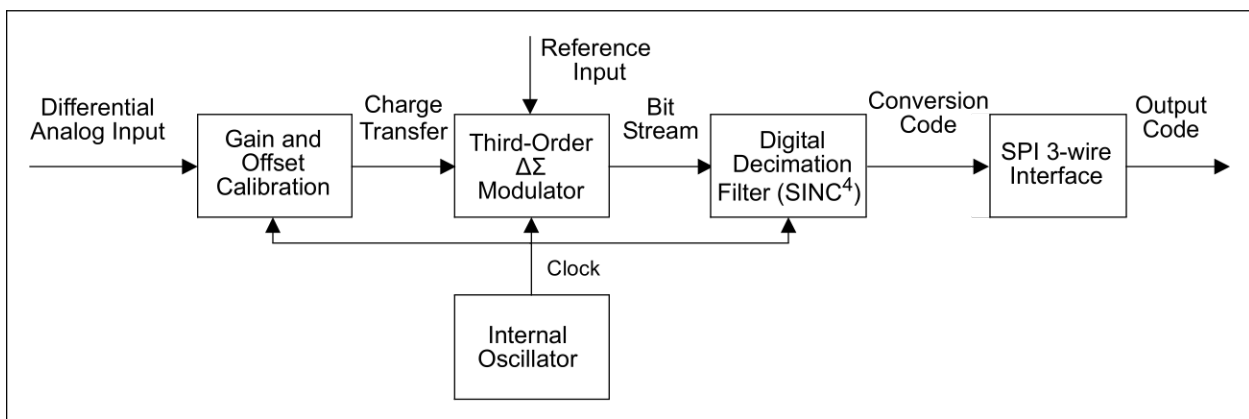 Reference
Input
Differential
Analog Input
Charge
Transfer
Bit
Stream
Conversion
Code
Output
Code
Gain and
Offset
Calibration
Third-Order
ΔΣ
Modulator
Digital
Decimation
Filter (SINC⁴)
SPI 3-wire
Interface
Clock
Internal
Oscillator